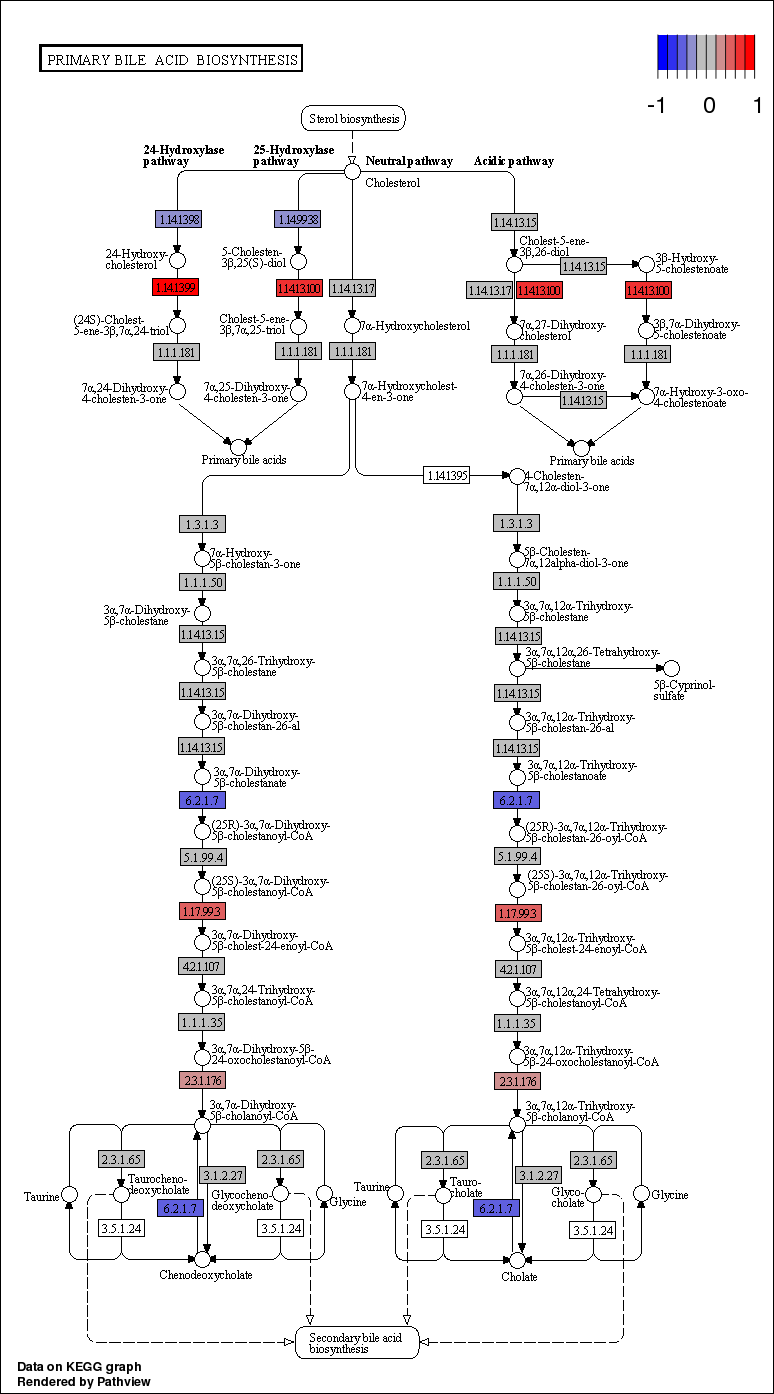 PRIMARY BILE ACID BIOSYNTHESIS
-1 0 1
Sterol biosynthesis
24-Hydroxylase
pathway
25-Hydroxylase
pathway
Neutral pathway
Acidic pathway
Cholesterol
1.14.13.98
1.14.99.38
1.14.13.15
24-Hydroxy-
cholesterol
5-Cholesten-
3β,25(S)-diol
Cholest-5-ene-
3β,26-diol
1.14.13.15
3β-Hydroxy-
5-cholestenoate
1.14.13.99
1.14.13.100
1.14.13.17
1.14.13.17
1.14.13.100
1.14.13.100
(24S)-Cholest-
5-ene-3β,7α,24-triol
Cholest-5-ene-
3β,7α,25-triol
7α-Hydroxycholesterol
7α,27-Dihydroxy-
cholesterol
3β,7α-Dihydroxy-
5-cholestenoate
1.1.1.181
1.1.1.181
1.1.1.181
1.1.1.181
1.1.1.181
7α,24-Dihydroxy-
4-cholesten-3-one
7α,25-Dihydroxy-
4-cholesten-3-one
7α-Hydroxycholest-
4-en-3-one
7α,26-Dihydroxy-
4-cholesten-3-one
1.14.13.15
7α-Hydroxy-3-oxo-
4-cholestenoate
Primary bile acids
Primary bile acids
1.14.13.95
4-Cholesten-
7α,12α-diol-3-one
1.3.1.3
1.3.1.3
7α-Hydroxy-
5β-cholestan-3-one
5β-Cholesten-
7α,12alpha-diol-3-one
1.1.1.50
1.1.1.50
3α,7α-Dihydroxy-
5β-cholestane
3α,7α,12α-Trihydroxy-
5β-cholestane
1.14.13.15
1.14.13.15
3α,7α,26-Trihydroxy-
5β-cholestane
3α,7α,12α,26-Tetrahydroxy-
5β-cholestane
5β-Cyprinol-
sulfate
1.14.13.15
1.14.13.15
3α,7α-Dihydroxy-
5β-cholestan-26-al
3α,7α,12α-Trihydroxy-
5β-cholestan-26-al
1.14.13.15
1.14.13.15
3α,7α-Dihydroxy-
5β-cholestanate
3α,7α,12α-Trihydroxy-
5β-cholestanoate
6.2.1.7
6.2.1.7
(25R)-3α,7α-Dihydroxy-
5β-cholestanoyl-CoA
(25R)-3α,7α,12α-Trihydroxy-
5β-cholestan-26-oyl-CoA
5.1.99.4
5.1.99.4
(25S)-3α,7α-Dihydroxy-
5β-cholestanoyl-CoA
(25S)-3α,7α,12α-Trihydroxy-
5β-cholestan-26-oyl-CoA
1.17.99.3
1.17.99.3
3α,7α-Dihydroxy-
5β-cholest-24-enoyl-CoA
3α,7α,12α-Trihydroxy-
5β-cholest-24-enoyl-CoA
4.2.1.107
4.2.1.107
3α,7α,24-Trihydroxy-
5β-cholestanoyl-CoA
3α,7α,12α,24-Tetrahydroxy-
5β-cholestanoyl-CoA
1.1.1.35
1.1.1.35
3α,7α-Dihydroxy-5β-
24-oxocholestanoyl-CoA
3α,7α,12α-Trihydroxy-
5β-24-oxocholestanoyl-CoA
2.3.1.176
2.3.1.176
3α,7α-Dihydroxy-
5β-cholanoyl-CoA
3α,7α,12α-Trihydroxy-
5β-cholanoyl-CoA
2.3.1.65
3.1.2.27
2.3.1.65
2.3.1.65
3.1.2.27
2.3.1.65
Taurine
Taurocheno-
deoxycholate
Glycocheno-
deoxycholate
Glycine
Taurine
Tauro-
cholate
Glyco-
cholate
Glycine
3.5.1.24
6.2.1.7
3.5.1.24
3.5.1.24
6.2.1.7
3.5.1.24
Chenodeoxycholate
Cholate
Secondary bile acid
biosynthesis
Data on KEGG graph
Rendered by Pathview